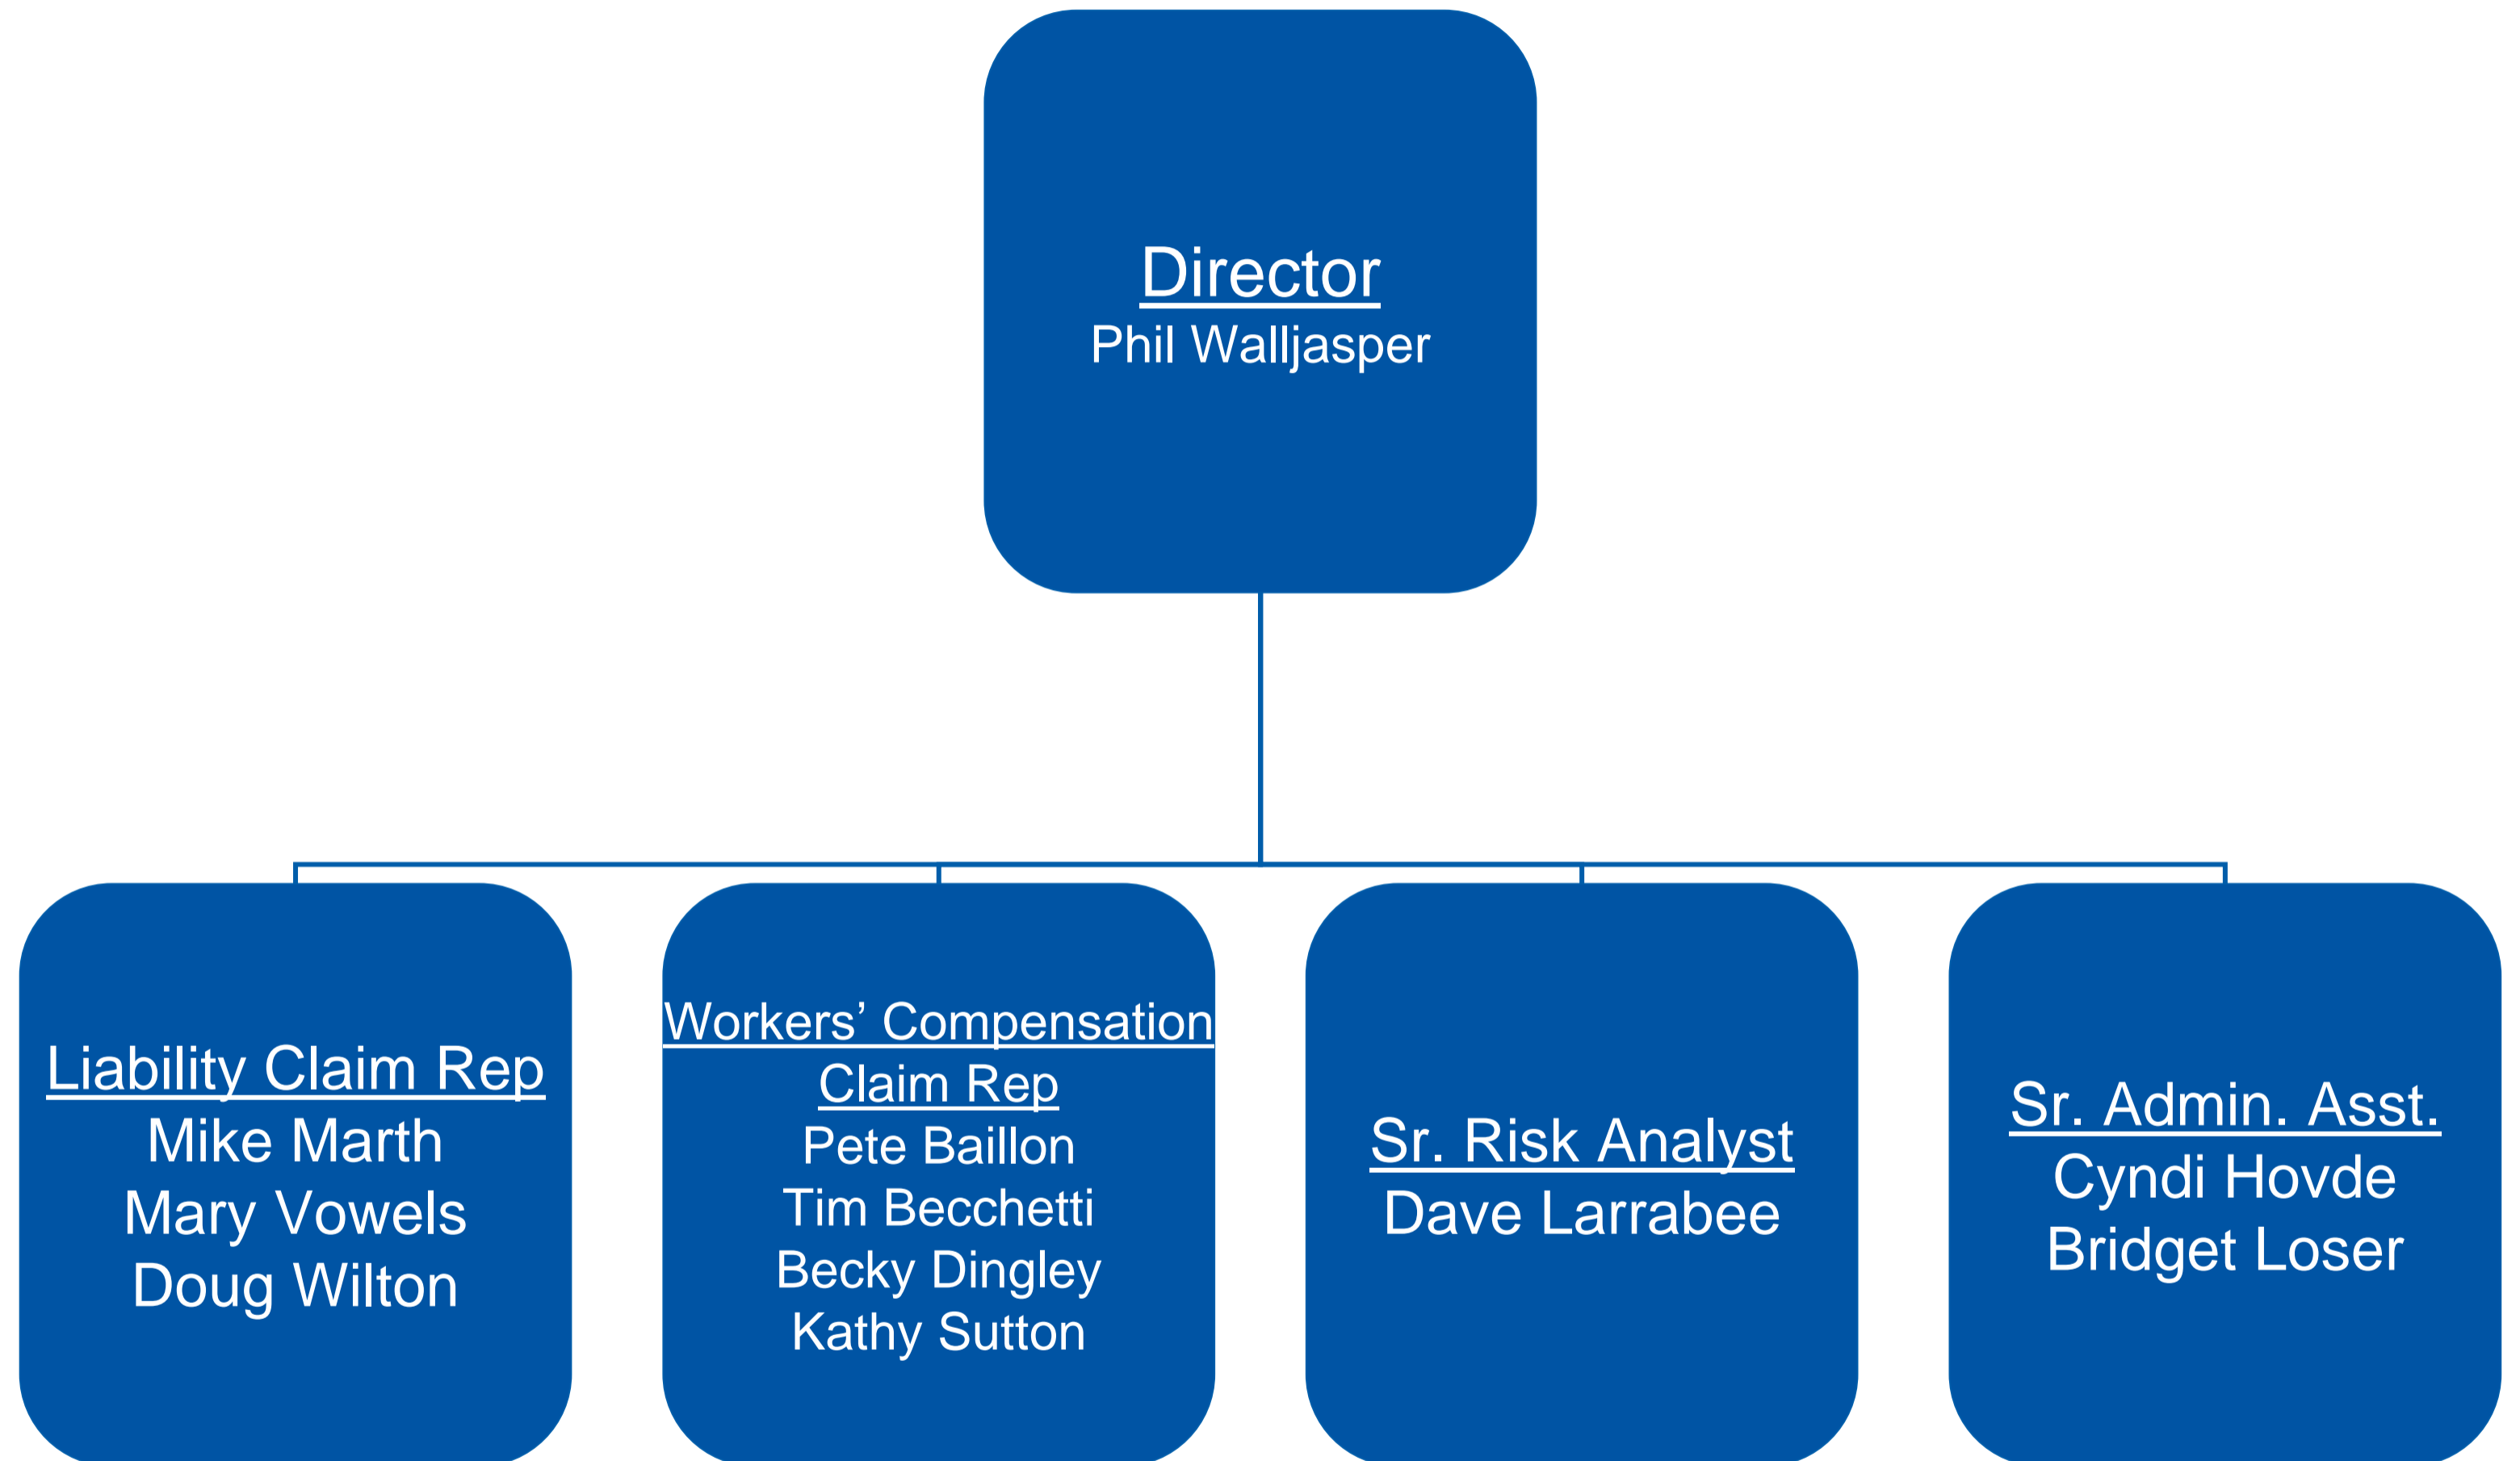 Director
Phil Walljasper
Liability Claim Rep
Mike Marth
Mary Vowels
Doug Wilton
Workers’ Compensation
Claim Rep
Pete Baillon
Tim Bechetti
Becky Dingley
Kathy Sutton
Sr. Risk Analyst
Dave Larrabee
Sr. Admin. Asst.
Cyndi Hovde
Bridget Loser